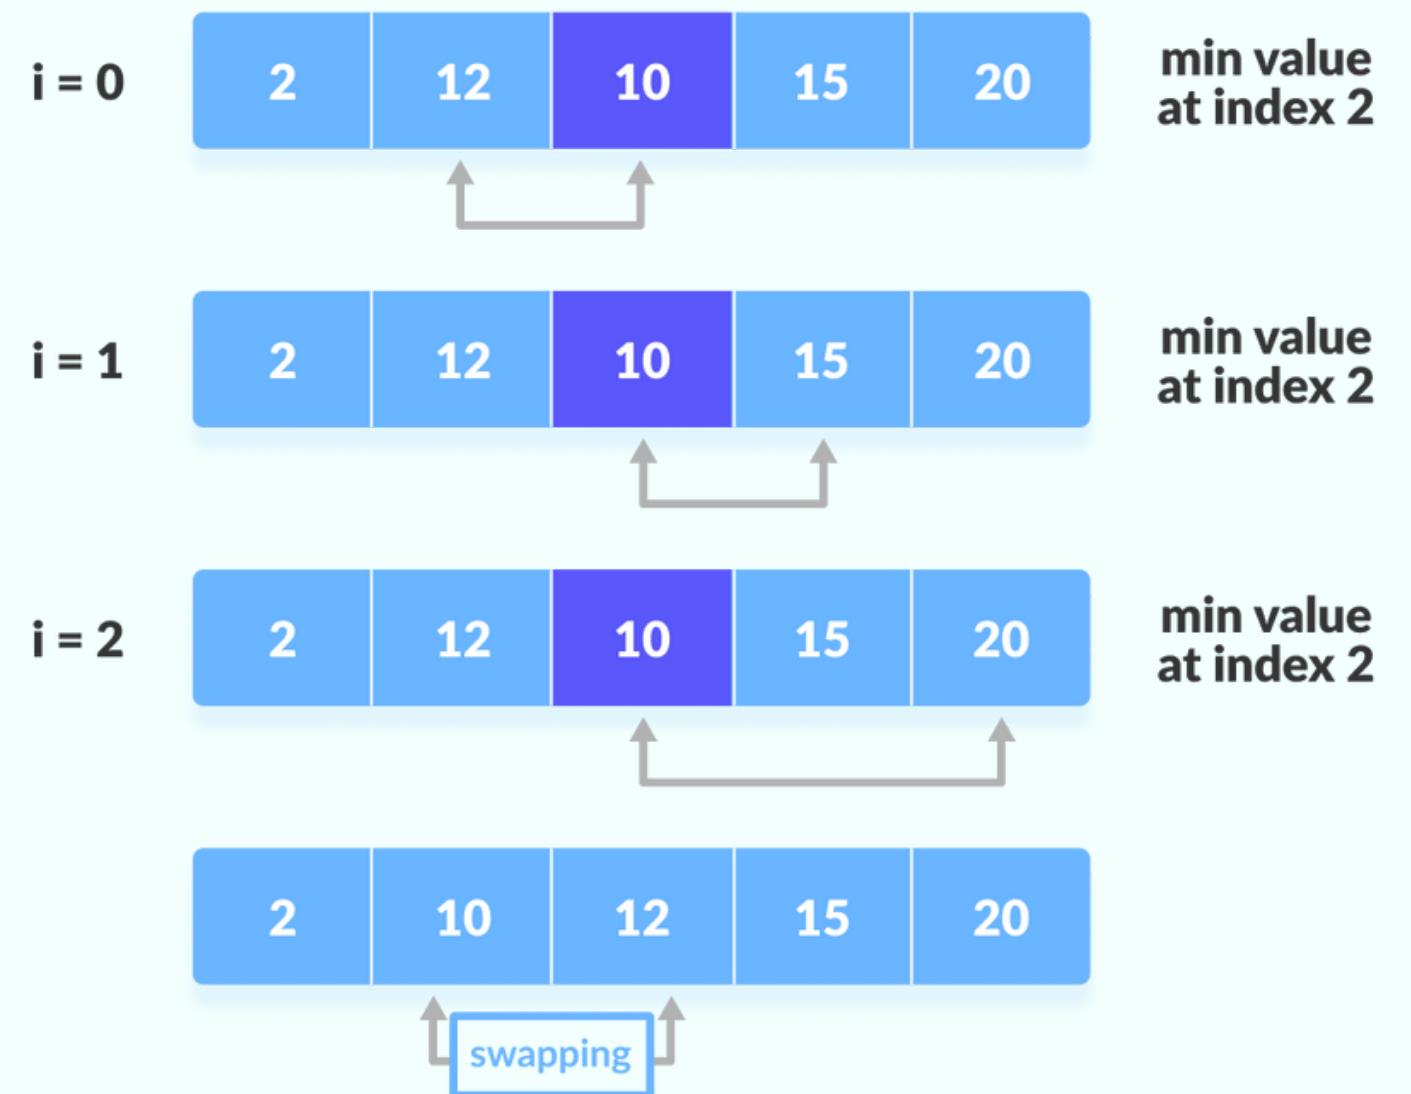 i = 0 2 12 10 15 20 min value
at index 2
i = 1 2 12 10 15 20 min value
at index 2
i = 2 2 12 10 15 20 min value
at index 2
2 10 12 15 20
swapping